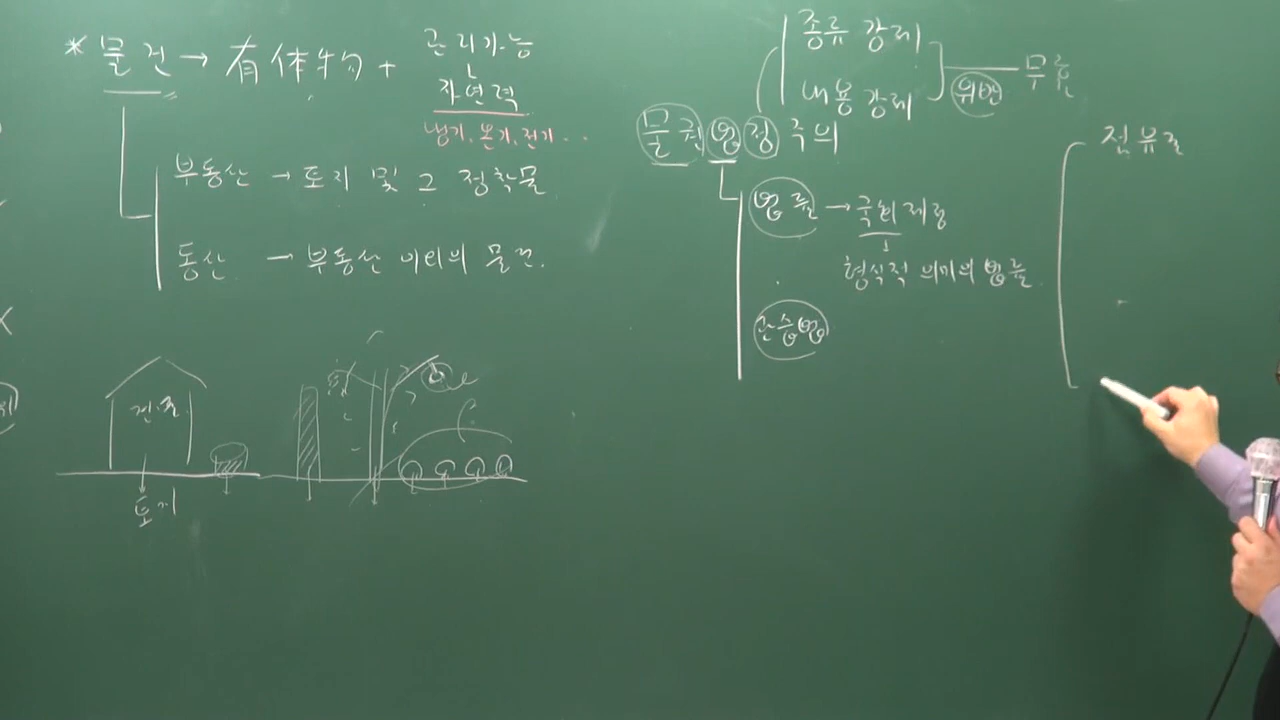 * 물건 → 有体物 + 관리가능
자연력
냉기, 온기, 전기...
부동산 → 토지 및 그 정착물
동산 → 부동산 이외의 물건.
건물
토지
종류 강제
내용 강제
위반
무효
물권 법정 주의
법률 → 국회제정
형식적 의미의 법률
관습법
점유권